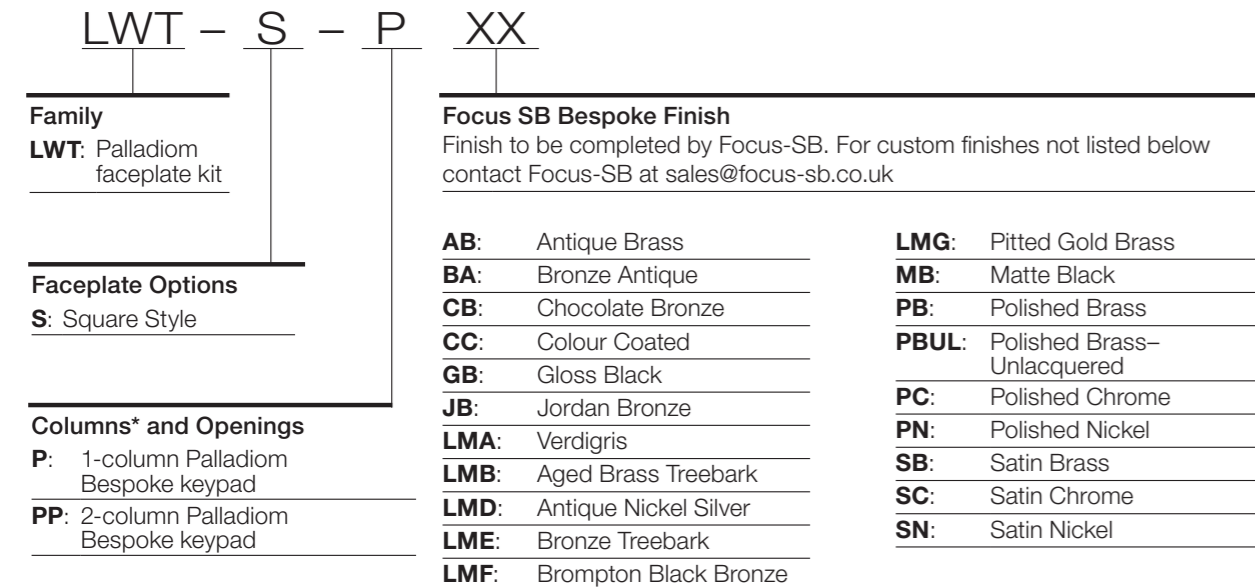 LWT – S – P XX
Family
LWT: Palladiom
faceplate kit
Faceplate Options
S: Square Style
Columns* and Openings
P: 1-column Palladiom
Bespoke keypad
PP: 2-column Palladiom
Bespoke keypad
Focus SB Bespoke Finish
Finish to be completed by Focus-SB. For custom finishes not listed below
contact Focus-SB at sales@focus-sb.co.uk
AB: Antique Brass
BA: Bronze Antique
CB: Chocolate Bronze
CC: Colour Coated
GB: Gloss Black
JB: Jordan Bronze
LMA: Verdigris
LMB: Aged Brass Treebark
LMD: Antique Nickel Silver
LME: Bronze Treebark
LMF: Brompton Black Bronze
LMG: Pitted Gold Brass
MB: Matte Black
PB: Polished Brass
PBUL: Polished Brass–
Unlacquered
PC: Polished Chrome
PN: Polished Nickel
SB: Satin Brass
SC: Satin Chrome
SN: Satin Nickel